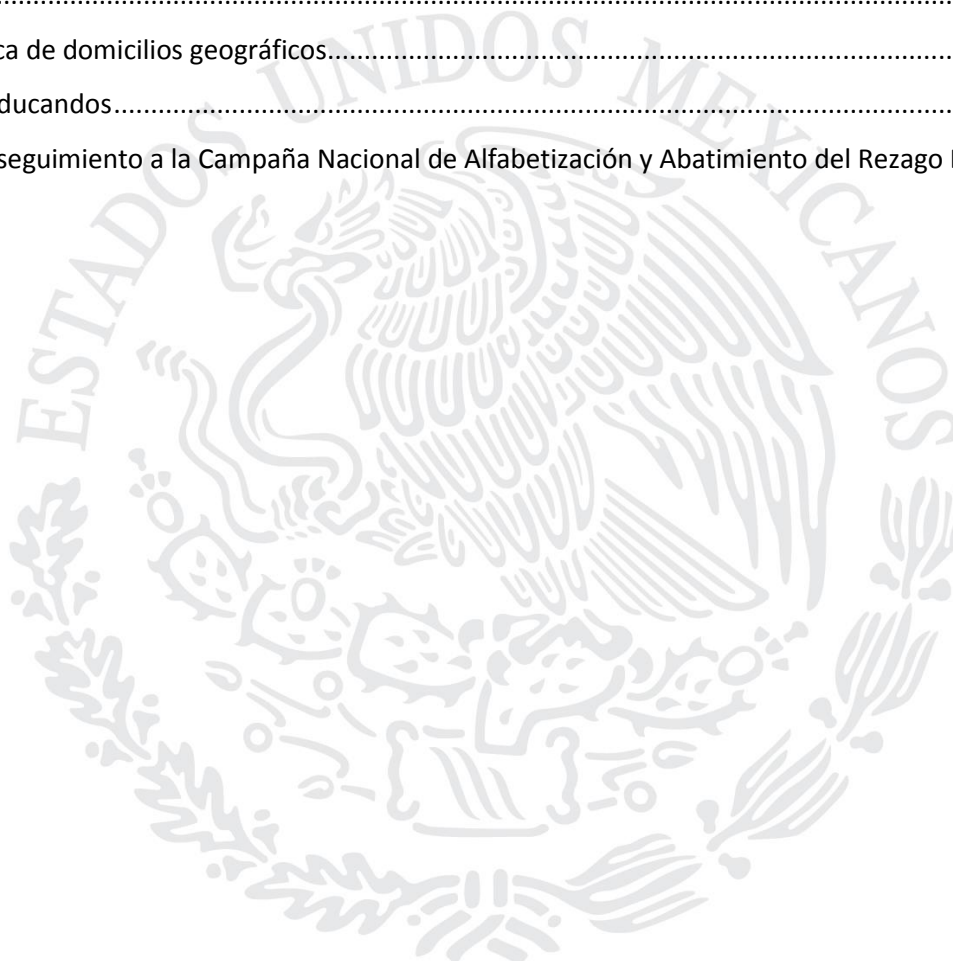 ..........................................................................................................................................................
ca de domicilios geográficos....................................................................................................
ducandos.......................................................................................................................................
seguimiento a la Campaña Nacional de Alfabetización y Abatimiento del Rezago
ESTADOS UNIDOS MEXICANOS